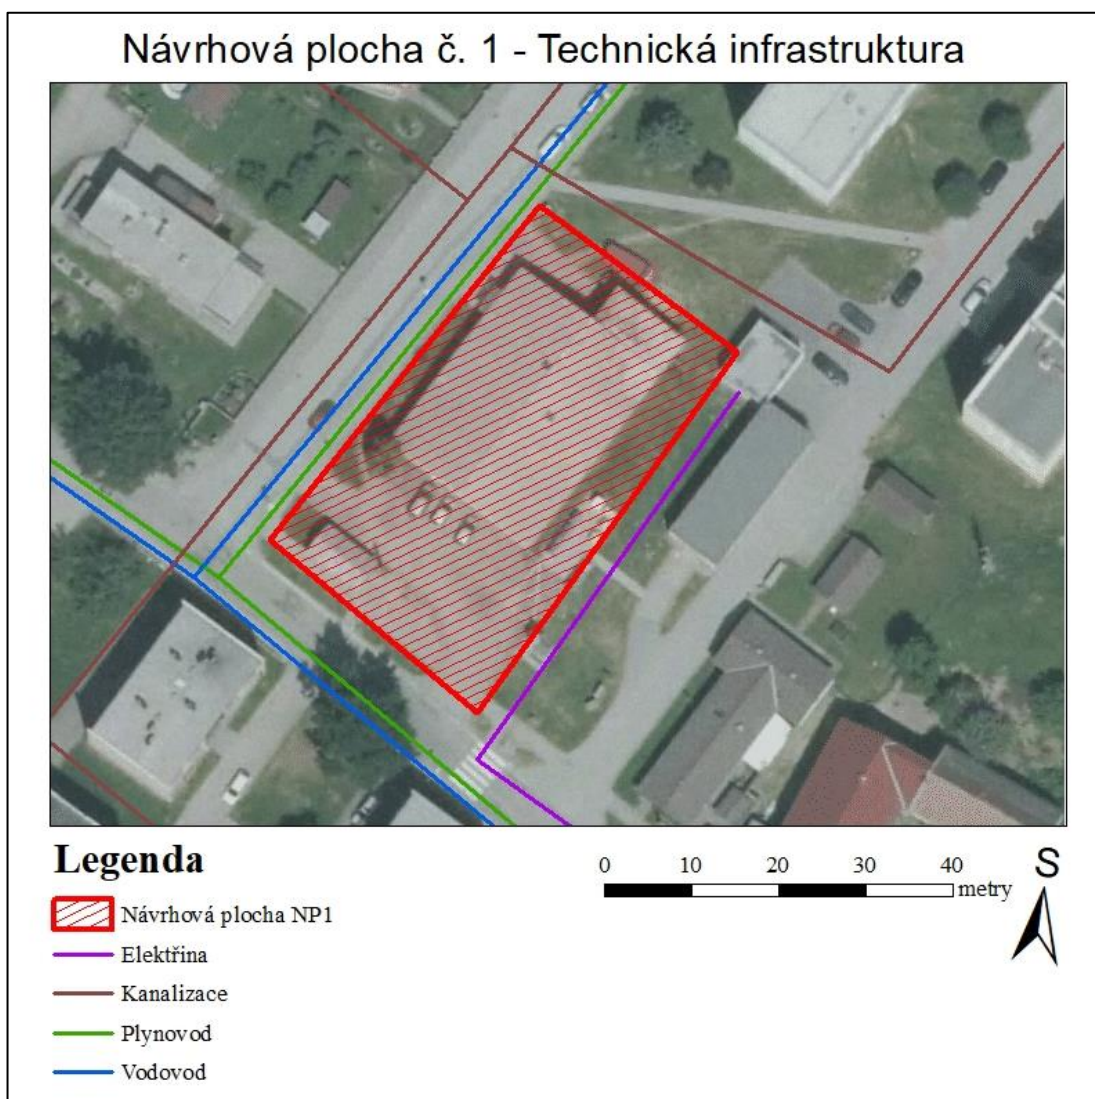 Návrhová plocha č. 1 - Technická infrastruktura
Legenda
Návrhová plocha NP1
Elektřina
Kanalizace
Plynovod
Vodovod
0 10 20 30 40
metry
S